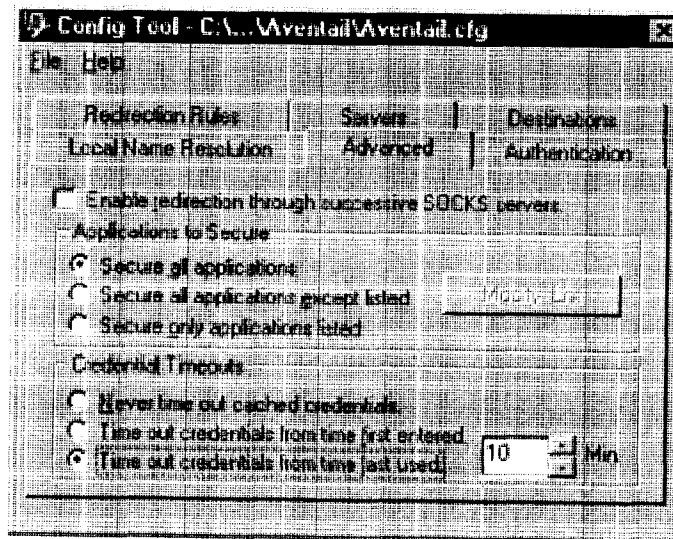 Config Tool - C:\...\Aventail\Aventail.cfg
File Help
Redirection Rules Servers Destinations
Local Name Resolution Advanced Authentication
Enable redirection through successive SOCKS servers.
Applications to Secure
Secure all applications
Secure all applications except listed Modify List
Secure only applications listed
Credential Timeouts
Never time out cached credentials.
Time out credentials from time first entered.
Time out credentials from time last used. 10 Min